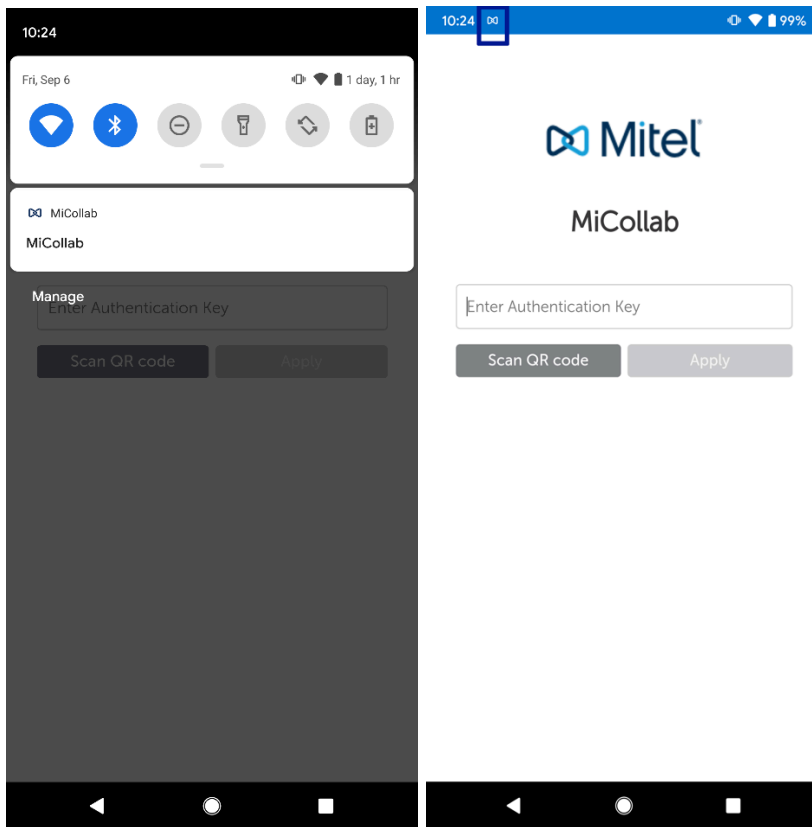 10:24
Fri, Sep 6
1 day, 1 hr
MiCollab
MiCollab
Manage
Enter Authentication Key
Scan QR code
Apply
10:24
99%
Mitel
MiCollab
Enter Authentication Key
Scan QR code
Apply